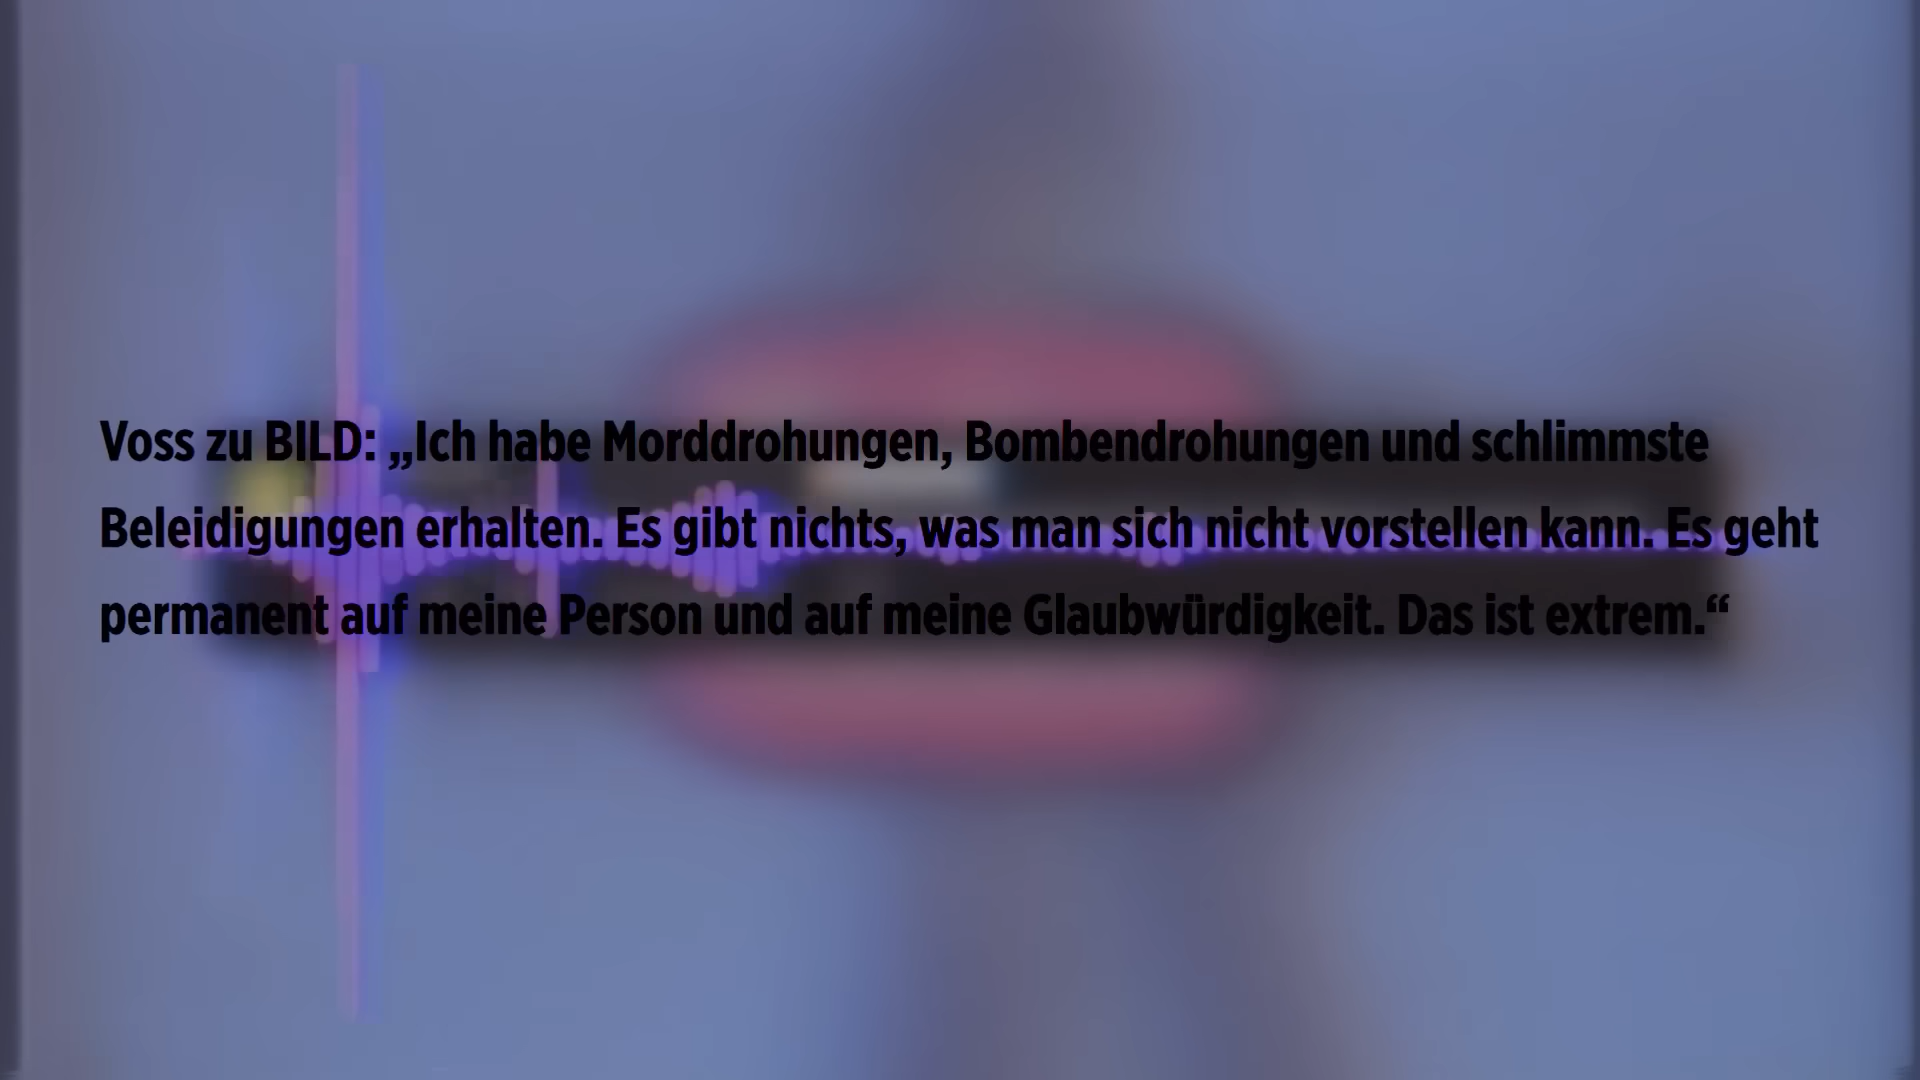 Voss zu BILD: „Ich habe Morddrohungen, Bombendrohungen und schlimmste
Beleidigungen erhalten. Es gibt nichts, was man sich nicht vorstellen kann. Es geht
permanent auf meine Person und auf meine Glaubwürdigkeit. Das ist extrem.“